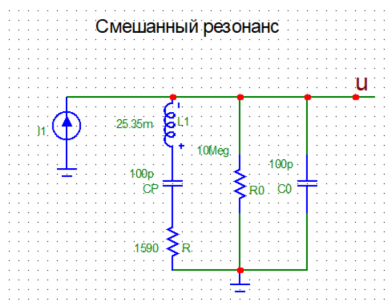 Смешанный резонанс
u
I1
25.35m
L1
10Meg
100p
CP
100p
R0
C0
1590
R